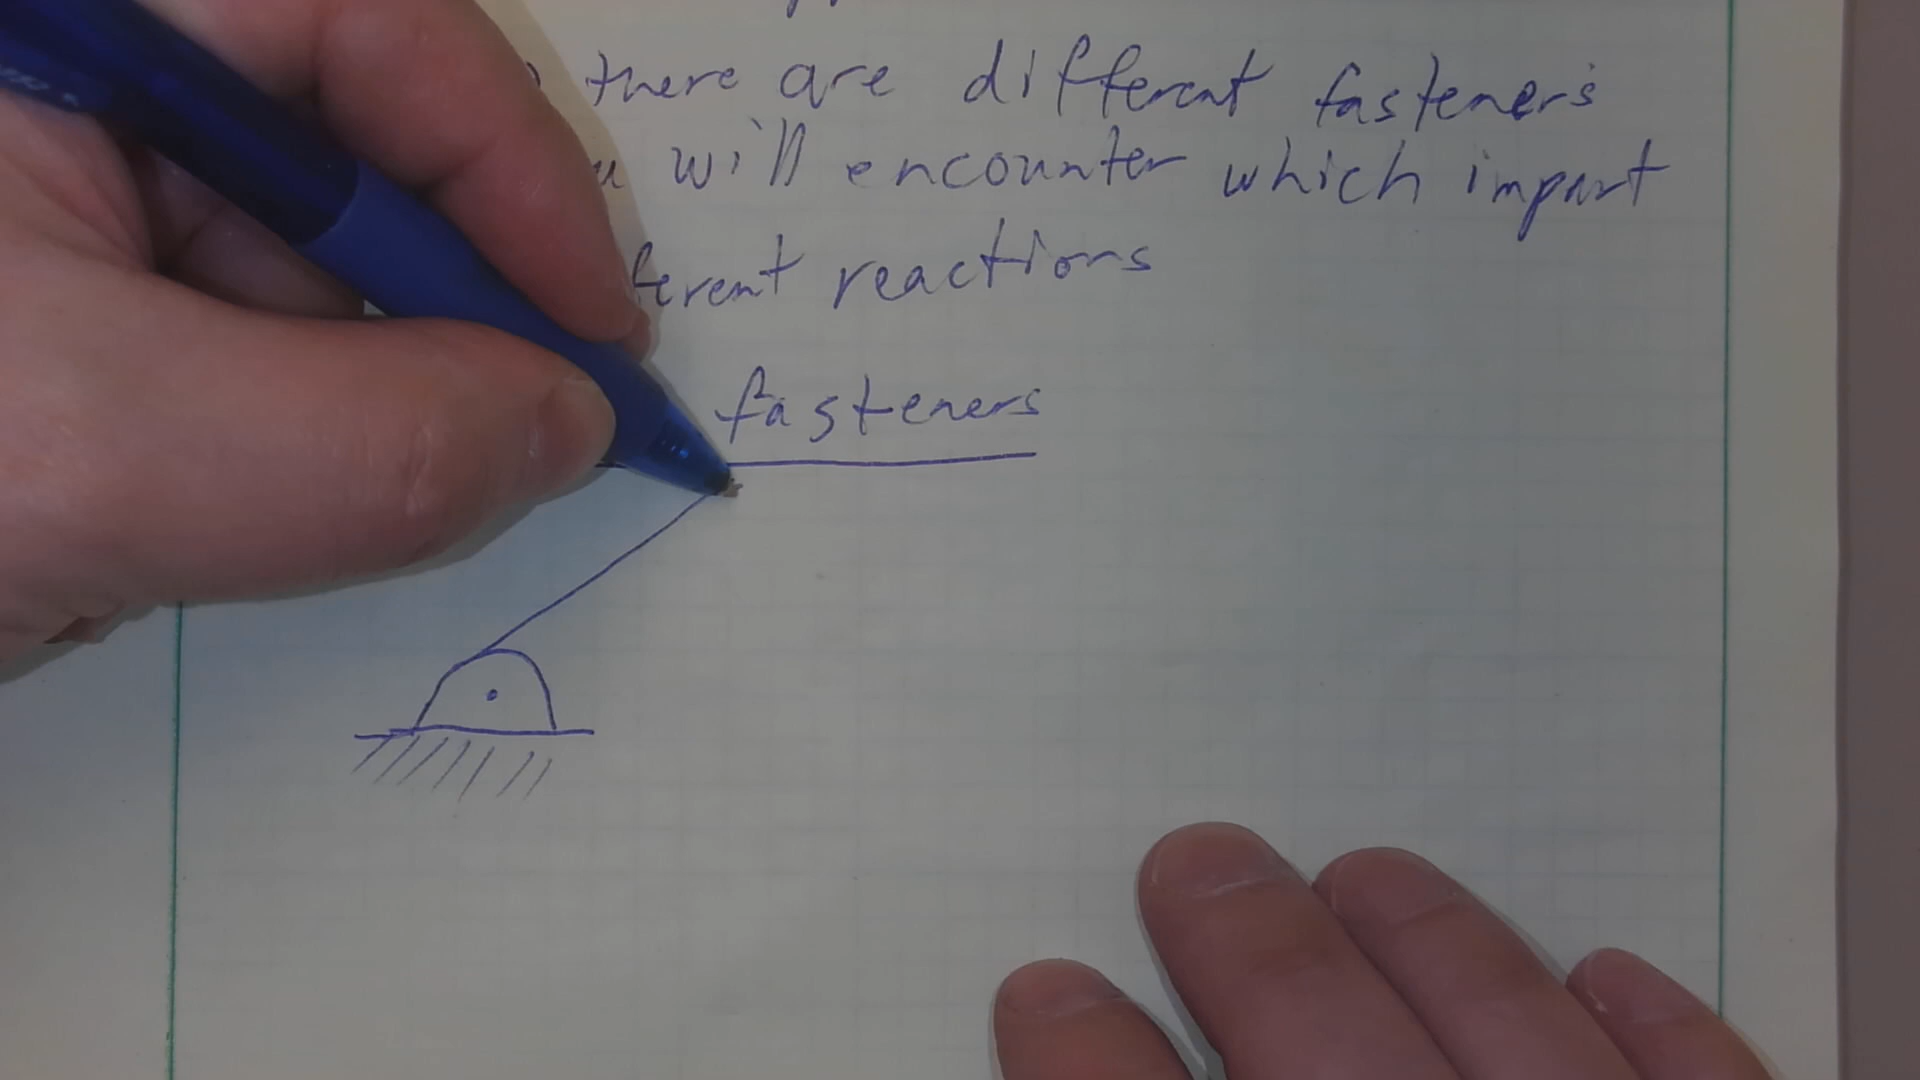 there are different fasteners
will encounter which impart
ferent reactions
fasteners